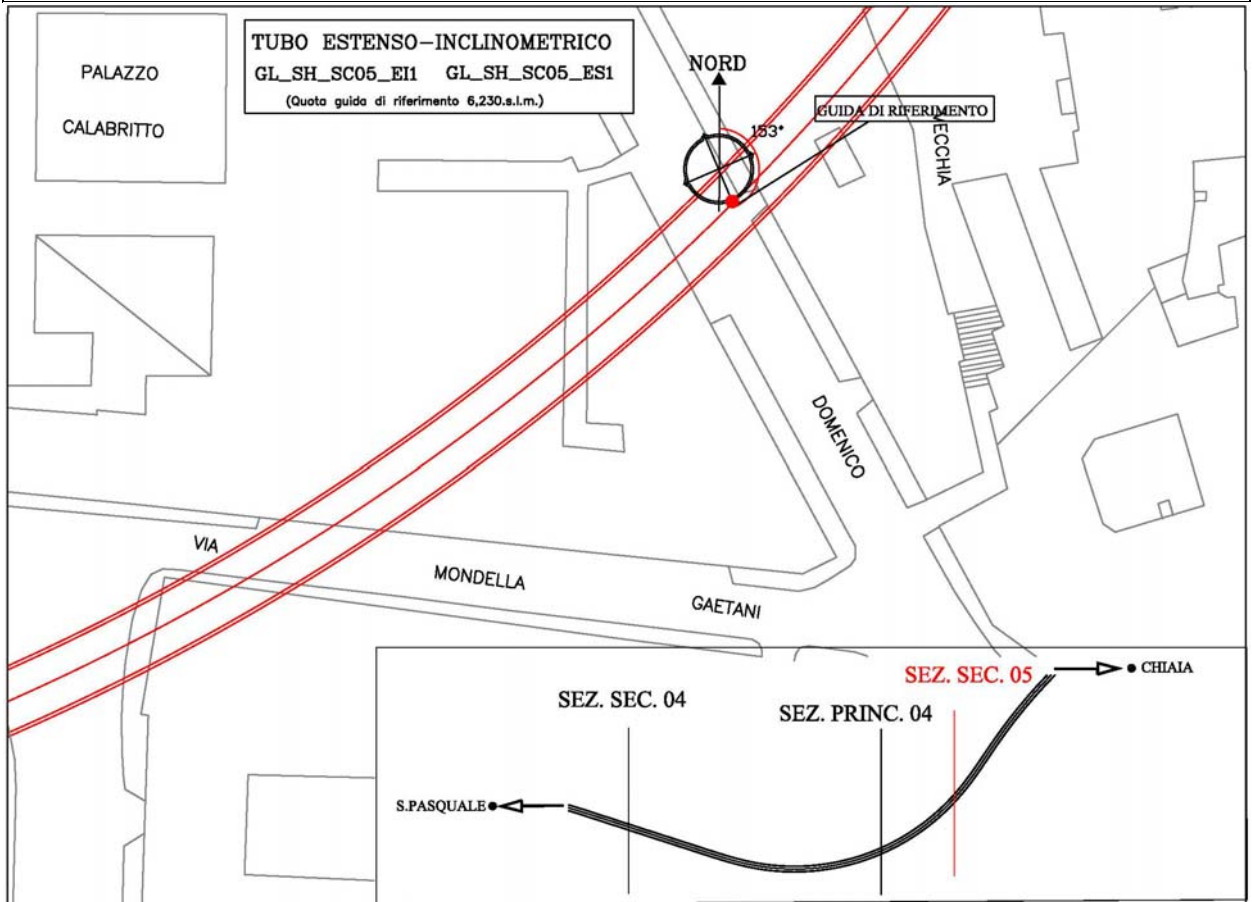 TUBO ESTENSO-INCLINOMETRICO
GL_SH_SC05_EI1 GL_SH_SC05_ES1
(Quota guida di riferimento 6,230.s.l.m.)
PALAZZO
CALABRITTO
NORD
153°
GUIDA DI RIFERIMENTO
VECCHIA
DOMENICO
VIA
MONDELLA
GAETANI
SEZ. SEC. 04
SEZ. PRINC. 04
SEZ. SEC. 05
CHIAIA
S.PASQUALE